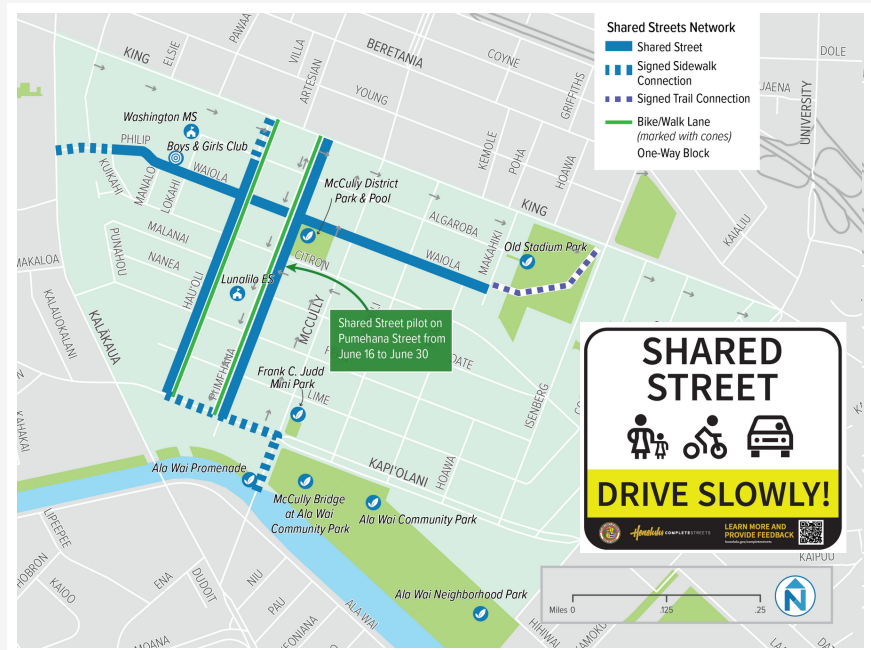 Shared Streets Network
Shared Street
Signed Sidewalk
Connection
Signed Trail Connection
Bike/Walk Lane
(marked with cones)
One-Way Block
KING
ELSIE
PAWAA
VILLA
ARTESIAN
BERETANIA
COYNE
YOUNG
GRIFFITHS
DOLE
UNIVERSITY
KEMOLE
POHA
HOAWA
KING
KAIALIU
Washington MS
PHILIP
Boys & Girls Club
WAIOLA
KUIKAHI
MANALO
LOKAHI
McCully District
Park & Pool
ALGAROBA
MAKAHIKI
WAIOLA
Old Stadium Park
MALANAI
PUNAHOU
NANEA
CITRON
MAKALOA
KALAUOKALANI
KALĀKAUA
HAU'OLI
Lunalilo ES
MCCULLY
Shared Street pilot on
Pumehana Street from
June 16 to June 30
PUMEHANA
Frank C. Judd
Mini Park
LIME
ISENBERG
KAHAKAI
KAPI'OLANI
HOAWA
Ala Wai Promenade
McCully Bridge
at Ala Wai
Community Park
Ala Wai Community Park
Ala Wai Neighborhood Park
LIPEEPEE
HOBRON
KAIOO
ENA
DUDOIT
NIU
PAU
ALA WAI
HIHIWAI
KAIPUU
SHARED
STREET
DRIVE SLOWLY!
Honolulu COMPLETE STREETS
LEARN MORE AND
PROVIDE FEEDBACK
honolulu.gov/completestreets
Miles 0
.125
.25
N